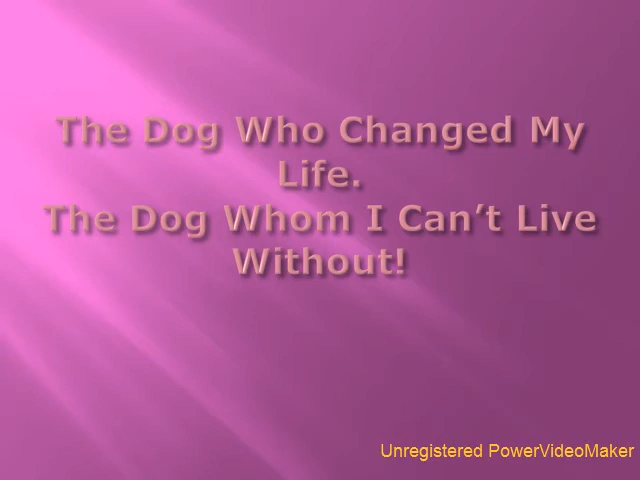 The Dog Who Changed My
Life.
The Dog Whom I Can’t Live
Without!
Unregistered PowerVideoMaker